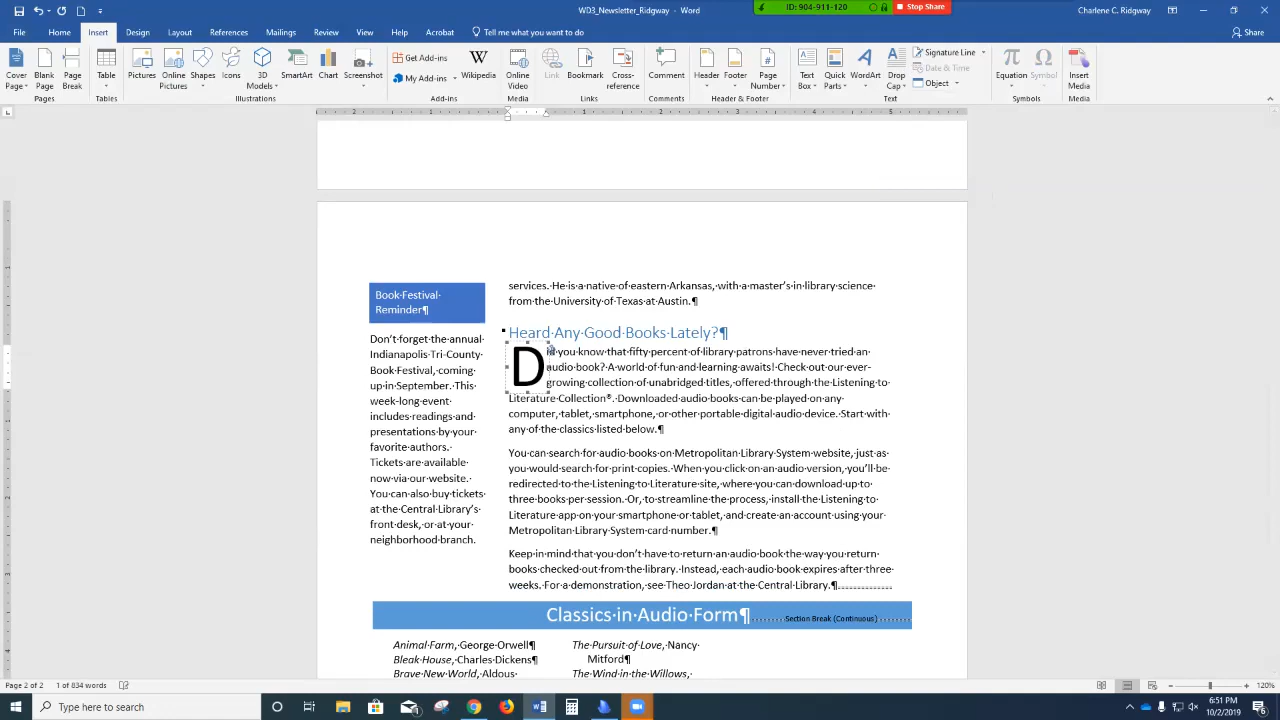 WD3_Newsletter_Ridgway - Word
ID: 904-911-120
Stop Share
Charlene C. Ridgway
File Home Insert Design Layout References Mailings Review View Help Acrobat Tell me what you want to do
Share
Cover Page
Blank Page
Page Break
Table
Pictures
Online Pictures
Shapes
Icons
3D Models
SmartArt
Chart
Screenshot
Get Add-ins
My Add-ins
Wikipedia
Online Video
Link
Bookmark
Cross-reference
Comment
Header
Footer
Page Number
Text Box
Quick Parts
WordArt
Drop Cap
Signature Line
Date & Time
Object
Equation
Symbol
Insert Media
Pages Tables Illustrations Add-ins Media Links Comments Header & Footer Text Symbols Media
2 1 1 2 3 4 5
Book·Festival·
Reminder¶
Don't·forget·the·annual·
Indianapolis·Tri-County·
Book·Festival,·coming·
up·in·September.·This·
week-long·event·
includes·readings·and·
presentations·by·your·
favorite·authors.·
Tickets·are·available·
now·via·our·website.·
You·can·also·buy·tickets·
at·the·Central·Library's·
front·desk,·or·at·your·
neighborhood·branch.
services.·He·is·a·native·of·eastern·Arkansas,·with·a·master's·in·library·science·
from·the·University·of·Texas·at·Austin.¶
Heard·Any·Good·Books·Lately?¶
D
id·you·know·that·fifty·percent·of·library·patrons·have·never·tried·an·
audio·book?·A·world·of·fun·and·learning·awaits!·Check·out·our·ever-
growing·collection·of·unabridged·titles,·offered·through·the·Listening·to·
Literature·Collection®.·Downloaded·audio·books·can·be·played·on·any·
computer,·tablet,·smartphone,·or·other·portable·digital·audio·device.·Start·with·
any·of·the·classics·listed·below.¶
You·can·search·for·audio·books·on·Metropolitan·Library·System·website,·just·as·
you·would·search·for·print·copies.·When·you·click·on·an·audio·version,·you'll·be·
redirected·to·the·Listening·to·Literature·site,·where·you·can·download·up·to·
three·books·per·session.·Or,·to·streamline·the·process,·install·the·Listening·to·
Literature·app·on·your·smartphone·or·tablet,·and·create·an·account·using·your·
Metropolitan·Library·System·card·number.¶
Keep·in·mind·that·you·don't·have·to·return·an·audio·book·the·way·you·return·
books·checked·out·from·the·library.·Instead,·each·audio·book·expires·after·three·
weeks.·For·a·demonstration,·see·Theo·Jordan·at·the·Central·Library.¶
Classics·in·Audio·Form¶ Section Break (Continuous)
Animal·Farm,·George·Orwell¶
Bleak·House,·Charles·Dickens¶
Brave·New·World,·Aldous·
The·Pursuit·of·Love,·Nancy·
Mitford¶
The·Wind·in·the·Willows,·
Page 2 of 2 1 of 834 words
120%
Type here to search
6:51 PM
10/2/2019